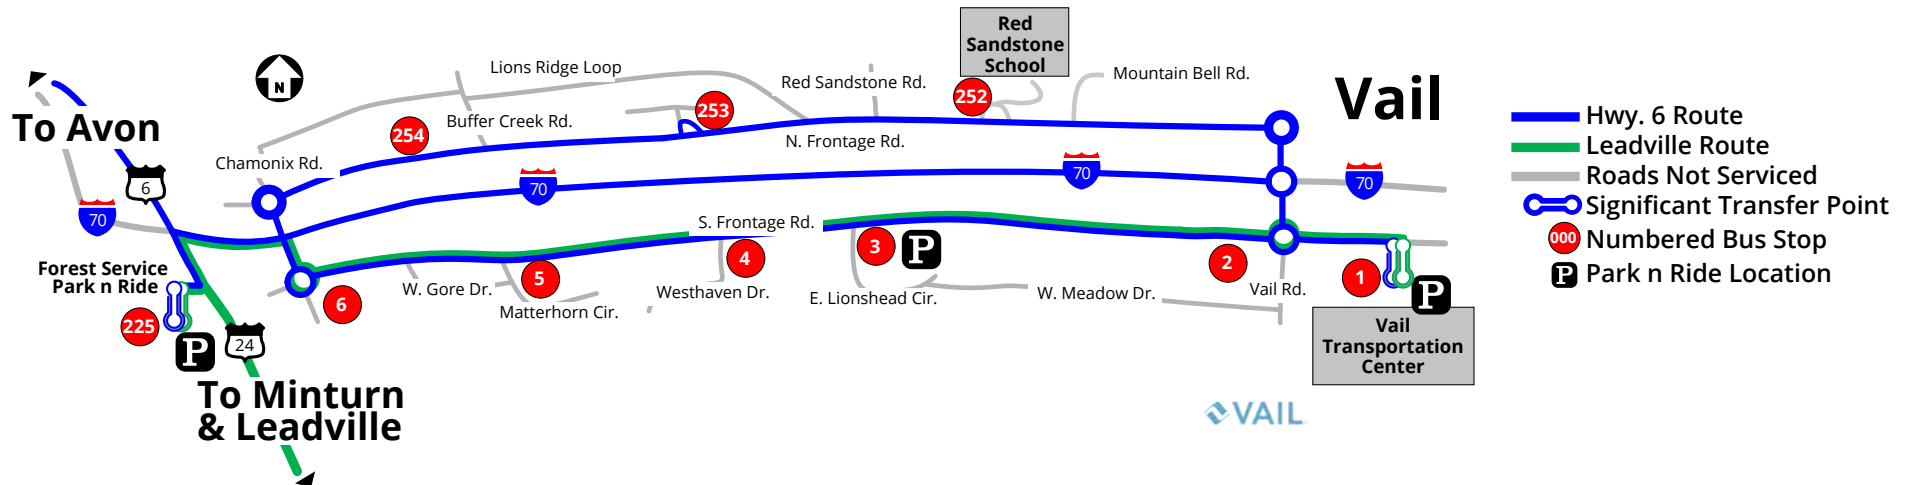 Red
Sandstone
School
Lions Ridge Loop
Red Sandstone Rd.
Mountain Bell Rd.
Vail
To Avon
252
253
254
Buffer Creek Rd.
N. Frontage Rd.
Chamonix Rd.
N
6
70
70
70
70
S. Frontage Rd.
Forest Service
Park n Ride
225
24
To Minturn
& Leadville
6
W. Gore Dr.
5
Matterhorn Cir.
4
Westhaven Dr.
3
P
E. Lionshead Cir.
W. Meadow Dr.
2
Vail Rd.
1
P
P
Vail
Transportation
Center
VAIL
Hwy. 6 Route
Leadville Route
Roads Not Serviced
Significant Transfer Point
000 Numbered Bus Stop
P Park n Ride Location